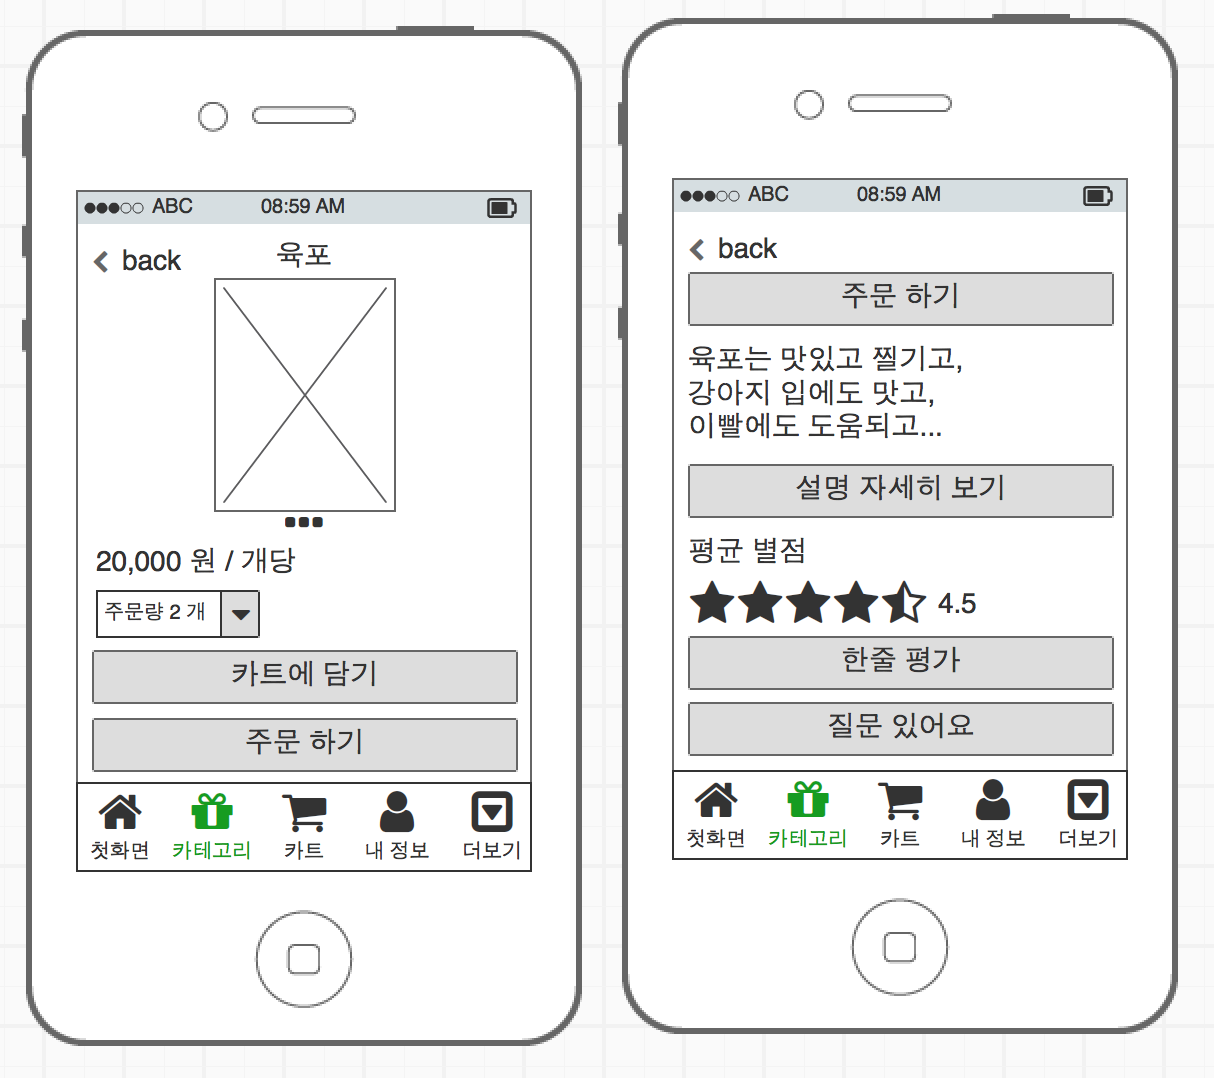 ABC 08:59 AM
back 육포
20,000 원 / 개당
주문량 2 개
카트에 담기
주문 하기
첫화면 카테고리 카트 내 정보 더보기
ABC 08:59 AM
back
주문 하기
육포는 맛있고 찔기고,
강아지 입에도 맞고,
이빨에도 도움되고...
설명 자세히 보기
평균 별점
4.5
한줄 평가
질문 있어요
첫화면 카테고리 카트 내 정보 더보기